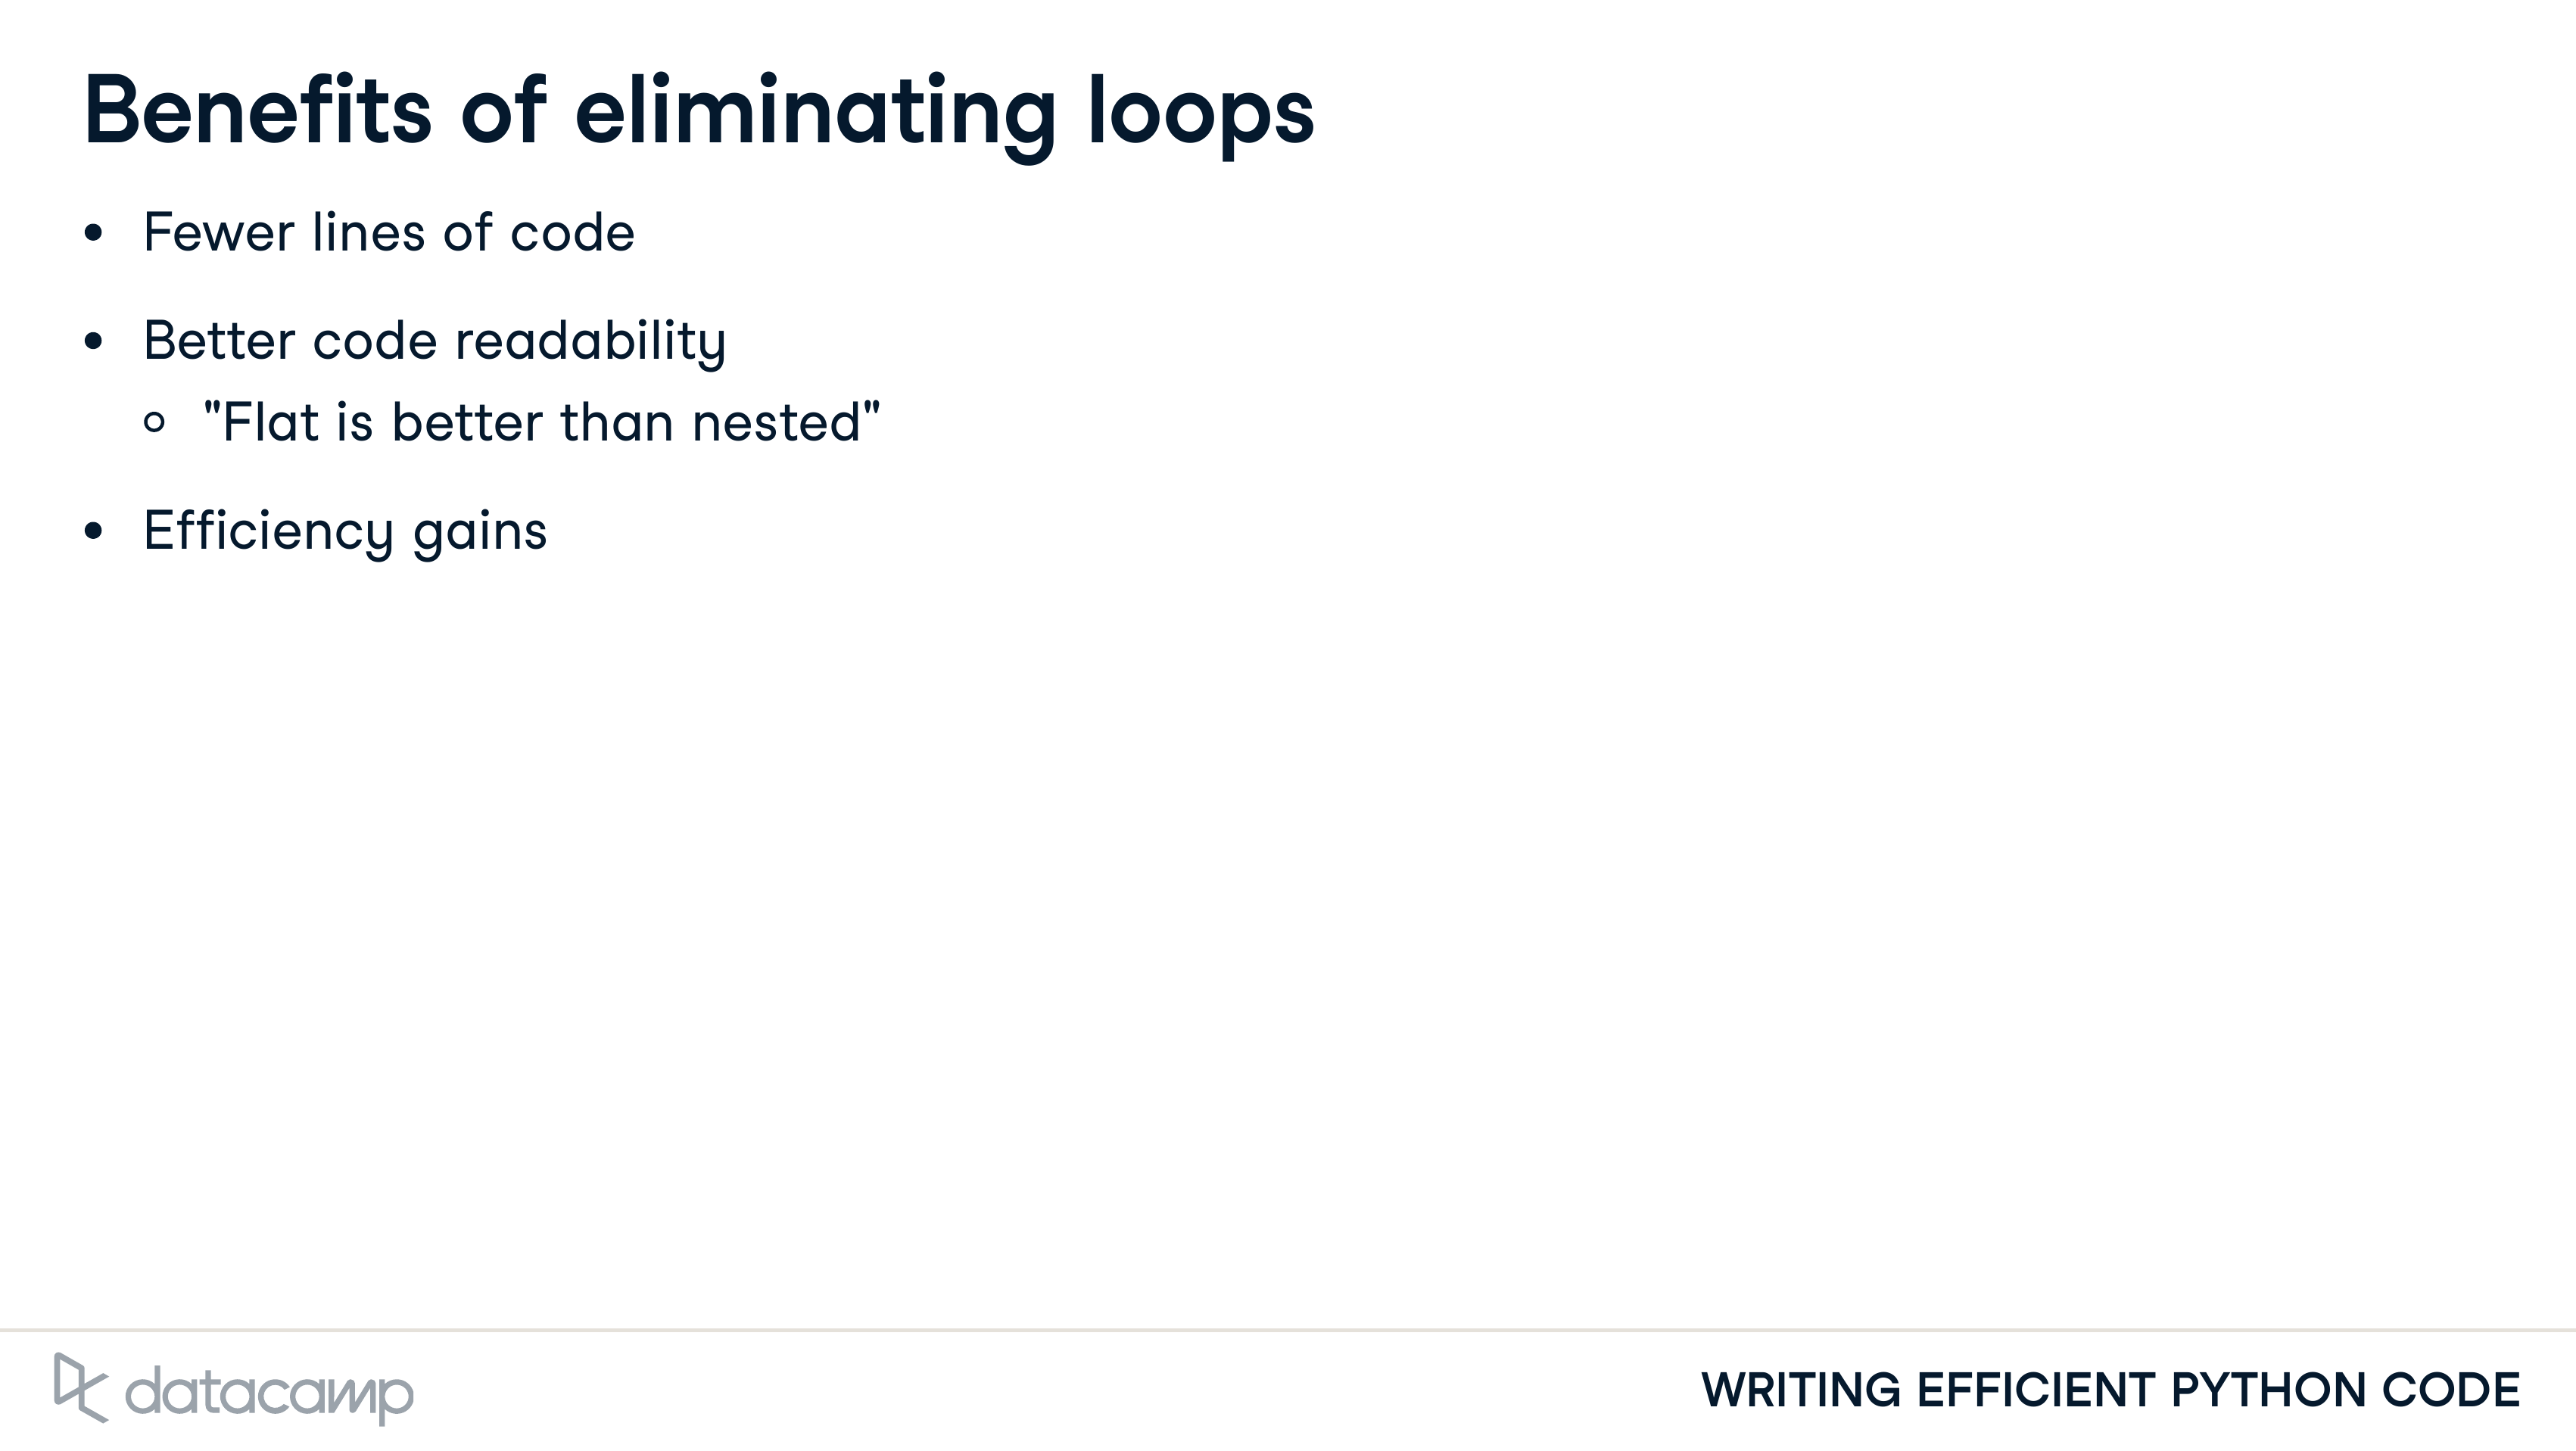 Benefits of eliminating loops
• Fewer lines of code
• Better code readability
○ "Flat is better than nested"
• Efficiency gains
datacamp
WRITING EFFICIENT PYTHON CODE